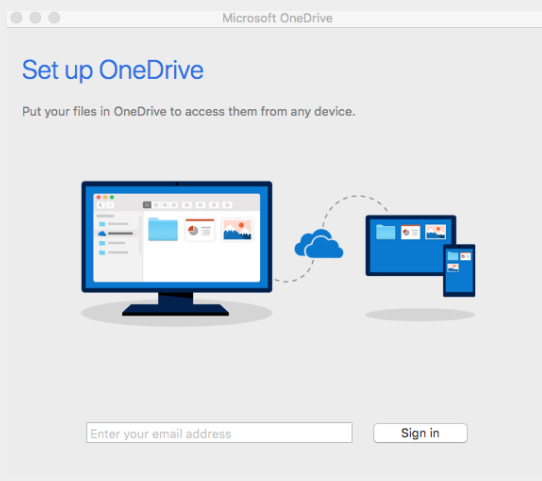 Microsoft OneDrive
Set up OneDrive
Put your files in OneDrive to access them from any device.
Enter your email address
Sign in